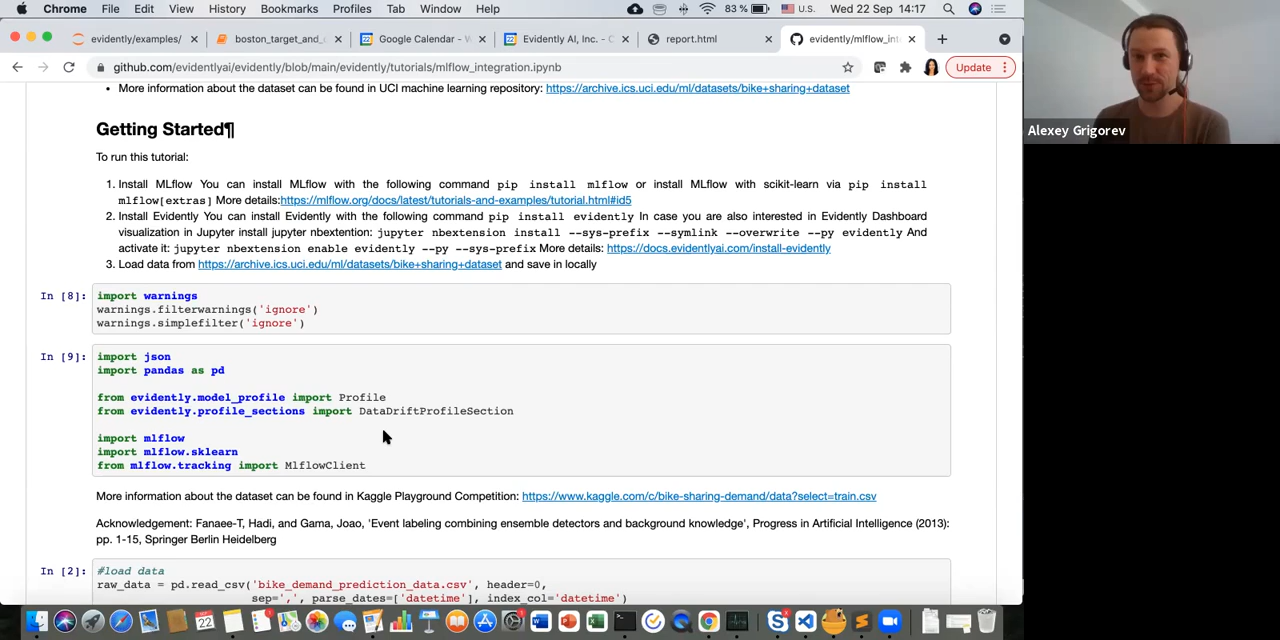 Chrome File Edit View History Bookmarks Profiles Tab Window Help 83 % U.S. Wed 22 Sep 14:17
evidently/examples/ boston_target_and_ Google Calendar - W Evidently AI, Inc. - C report.html evidently/mlflow_int
github.com/evidentlyai/evidently/blob/main/evidently/tutorials/mlflow_integration.ipynb Update
Alexey Grigorev
• More information about the dataset can be found in UCI machine learning repository: https://archive.ics.uci.edu/ml/datasets/bike+sharing+dataset
Getting Started¶
To run this tutorial:
1. Install MLflow You can install MLflow with the following command pip install mlflow or install MLflow with scikit-learn via pip install
mlflow[extras] More details:https://mlflow.org/docs/latest/tutorials-and-examples/tutorial.html#id5
2. Install Evidently You can install Evidently with the following command pip install evidently In case you are also interested in Evidently Dashboard
visualization in Jupyter install jupyter nbextention: jupyter nbextension install --sys-prefix --symlink --overwrite --py evidently And
activate it: jupyter nbextension enable evidently --py --sys-prefix More details: https://docs.evidentlyai.com/install-evidently
3. Load data from https://archive.ics.uci.edu/ml/datasets/bike+sharing+dataset and save in locally
In [8]: import warnings
warnings.filterwarnings('ignore')
warnings.simplefilter('ignore')
In [9]: import json
import pandas as pd
from evidently.model_profile import Profile
from evidently.profile_sections import DataDriftProfileSection
import mlflow
import mlflow.sklearn
from mlflow.tracking import MlflowClient
More information about the dataset can be found in Kaggle Playground Competition: https://www.kaggle.com/c/bike-sharing-demand/data?select=train.csv
Acknowledgement: Fanaee-T, Hadi, and Gama, Joao, 'Event labeling combining ensemble detectors and background knowledge', Progress in Artificial Intelligence (2013):
pp. 1-15, Springer Berlin Heidelberg
In [2]: #load data
raw_data = pd.read_csv('bike_demand_prediction_data.csv', header=0,
sep=',', parse_dates=['datetime'], index_col='datetime')